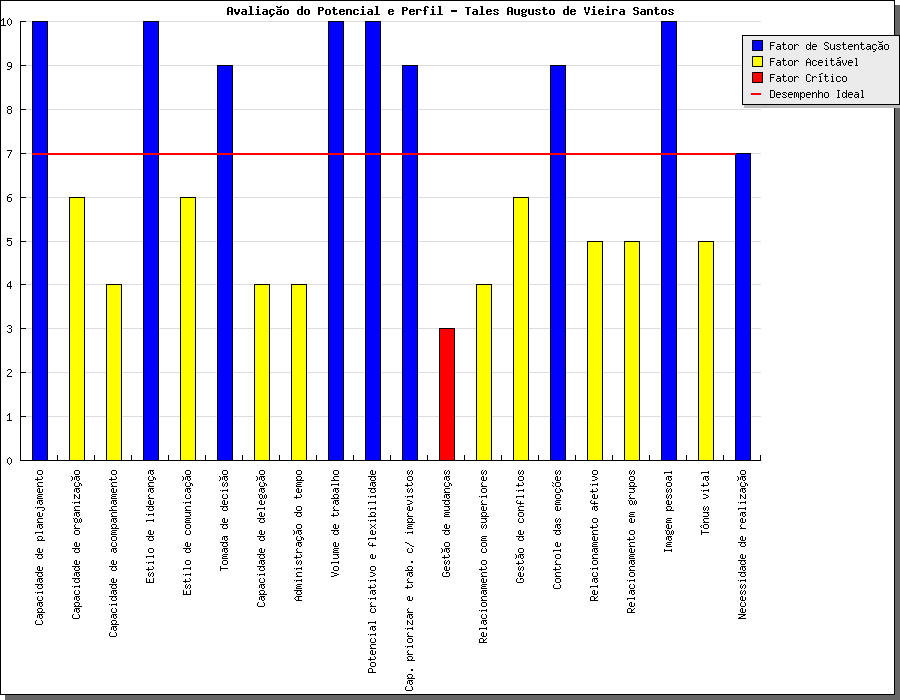 Avaliação do Potencial e Perfil - Tales Augusto de Vieira Santos
Fator de Sustentação
Fator Aceitável
Fator Crítico
Desempenho Ideal
10
9
8
7
6
5
4
3
2
1
0
Capacidade de planejamento
Capacidade de organização
Capacidade de acompanhamento
Estilo de liderança
Estilo de comunicação
Tomada de decisão
Capacidade de delegação
Administração do tempo
Volume de trabalho
Potencial criativo e flexibilidade
Cap. priorizar e trab. c/ imprevistos
Gestão de mudanças
Relacionamento com superiores
Gestão de conflitos
Controle das emoções
Relacionamento afetivo
Relacionamento em grupos
Imagem pessoal
Tônus vital
Necessidade de realização